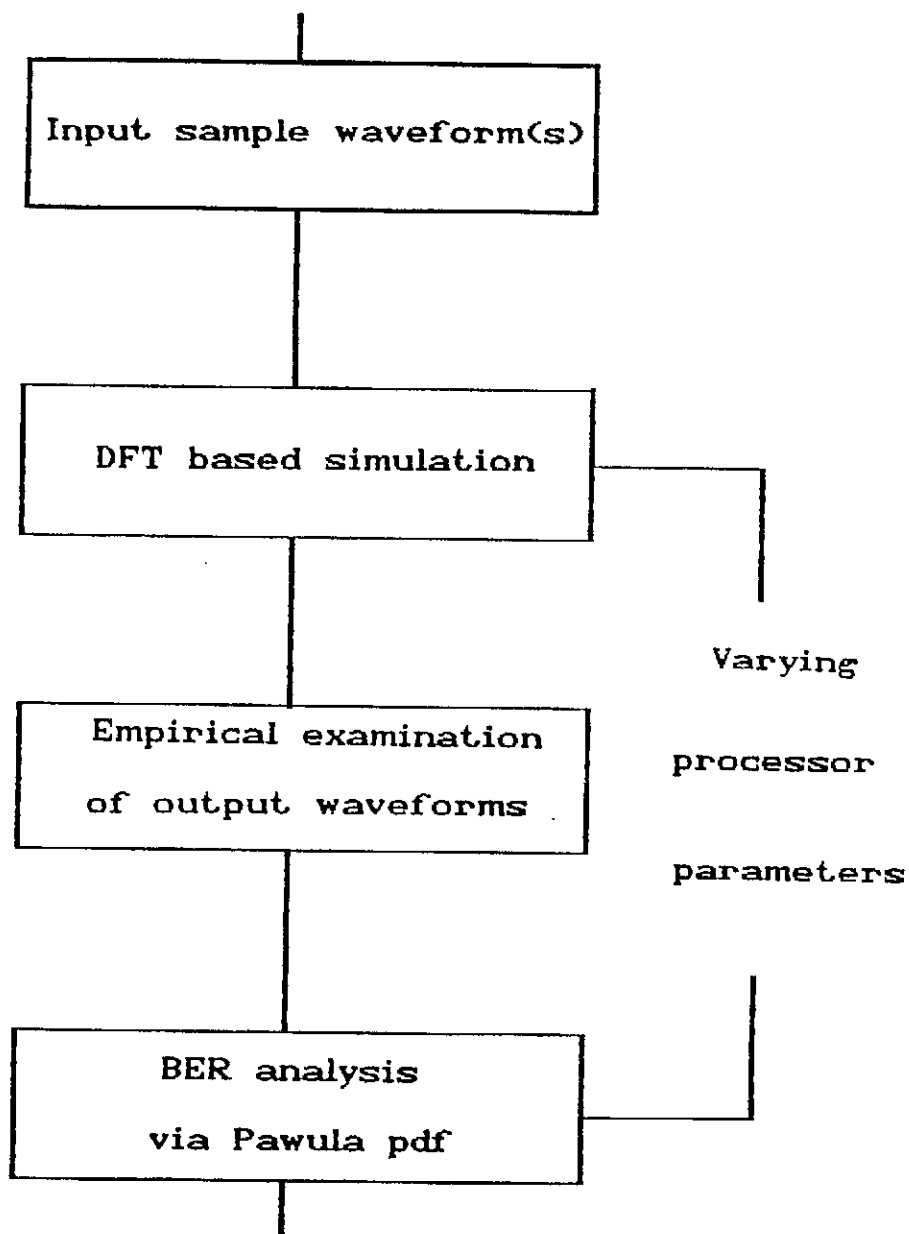 Input sample waveform(s)
DFT based simulation
Varying
processor
parameters
Empirical examination
of output waveforms
BER analysis
via Pawula pdf